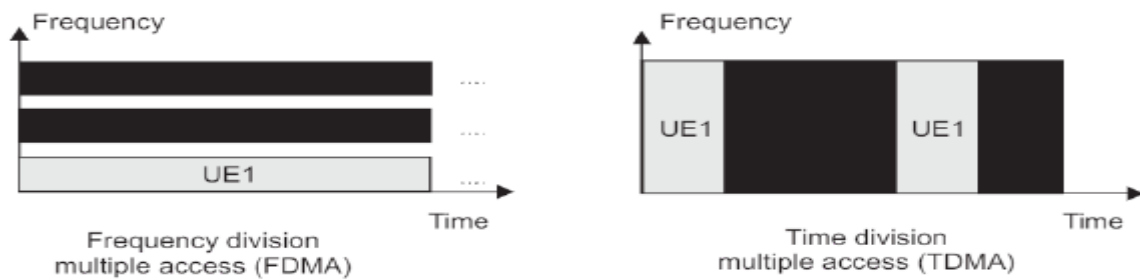 Frequency
....
....
UE1
....
Time
Frequency division
multiple access (FDMA)
Frequency
UE1
UE1
Time
Time division
multiple access (TDMA)